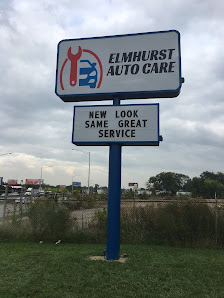 ELMHURST
AUTO CARE
NEW LOOK
SAME GREAT
SERVICE